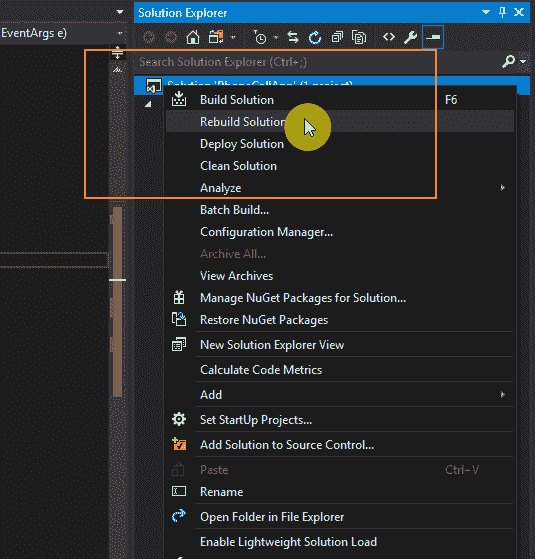 Solution Explorer
EventArgs e)
Search Solution Explorer (Ctrl+;)
Solution 'PhoneCallApp' (1 project)
Build Solution F6
Rebuild Solution
Deploy Solution
Clean Solution
Analyze
Batch Build...
Configuration Manager...
Archive All...
View Archives
Manage NuGet Packages for Solution...
Restore NuGet Packages
New Solution Explorer View
Calculate Code Metrics
Add
Set StartUp Projects...
Add Solution to Source Control...
Paste Ctrl+V
Rename
Open Folder in File Explorer
Enable Lightweight Solution Load